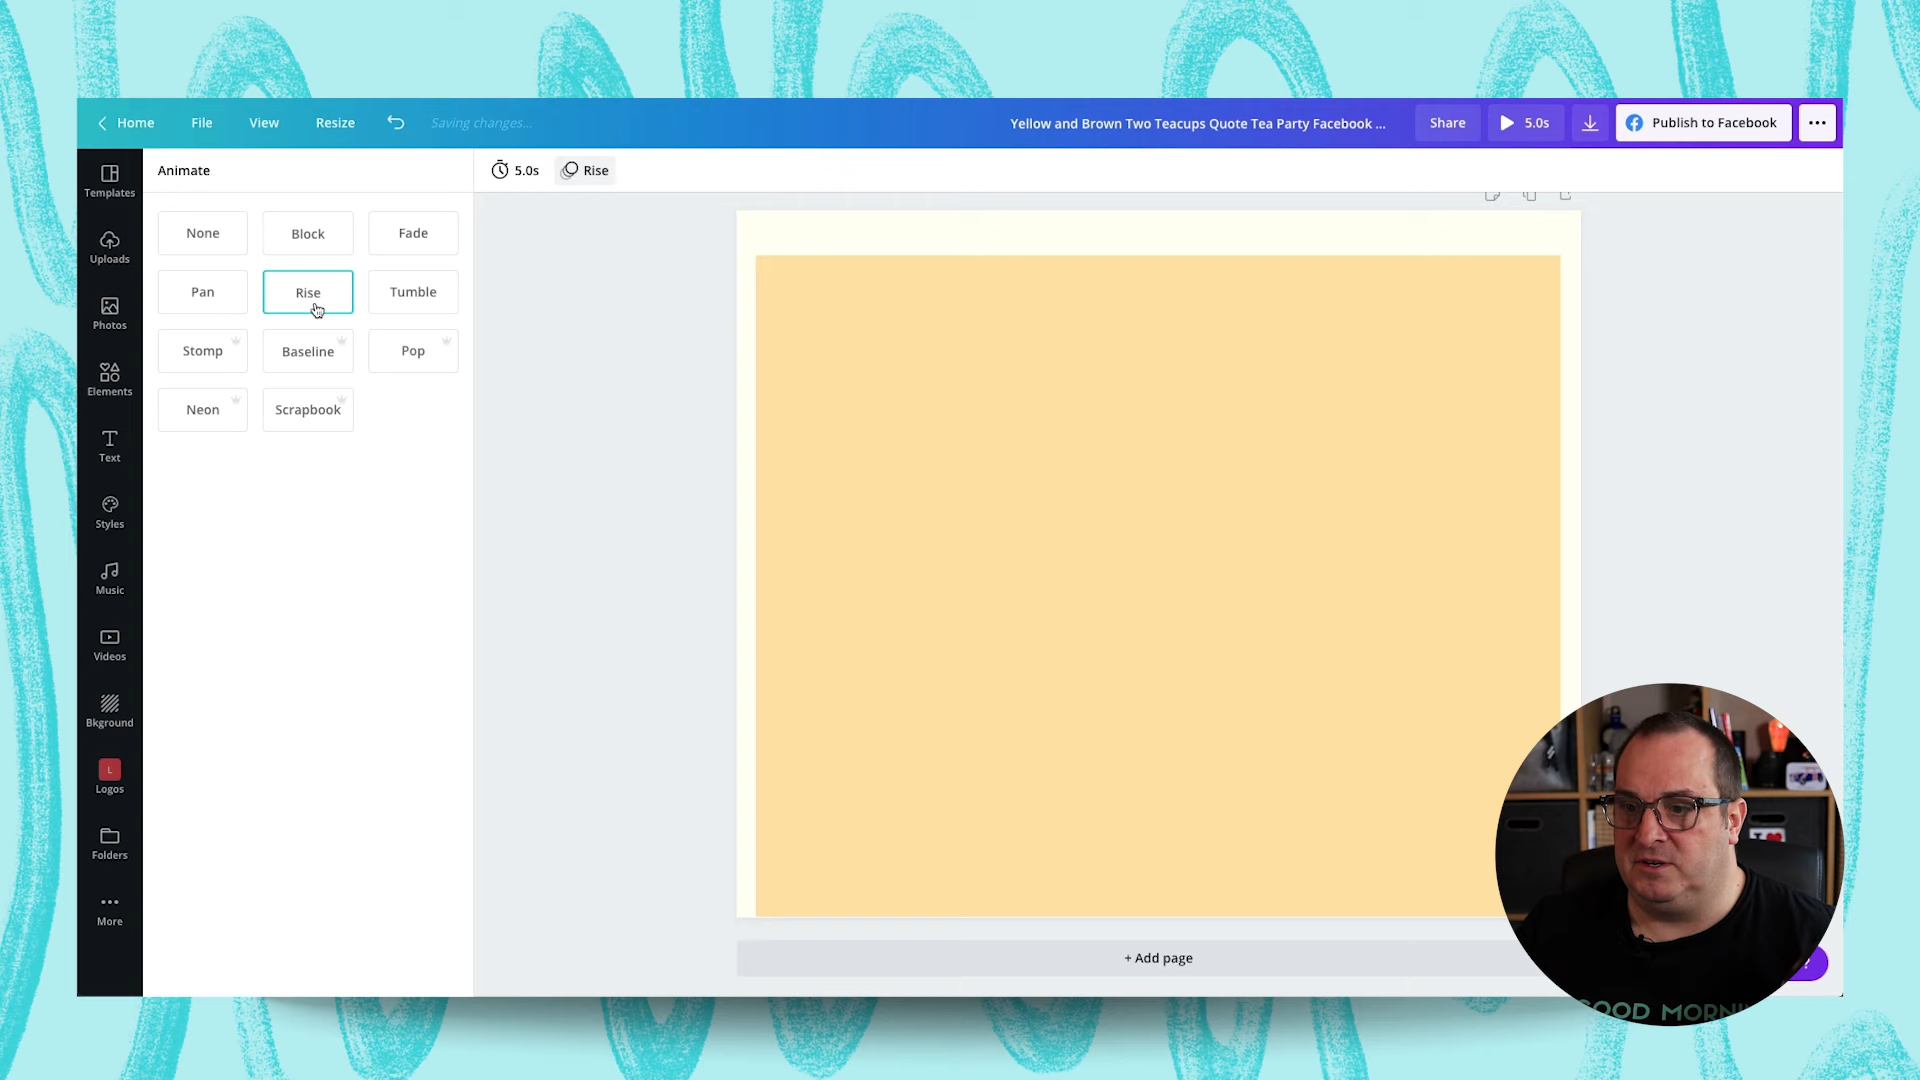 Home File View Resize Saving changes... Yellow and Brown Two Teacups Quote Tea Party Facebook ... Share 5.0s Publish to Facebook
Templates
Uploads
Photos
Elements
Text
Styles
Music
Videos
Bkground
L
Logos
Folders
More
Animate
None Block Fade
Pan Rise Tumble
Stomp Baseline Pop
Neon Scrapbook
5.0s Rise
+ Add page
?
GOOD MORNI